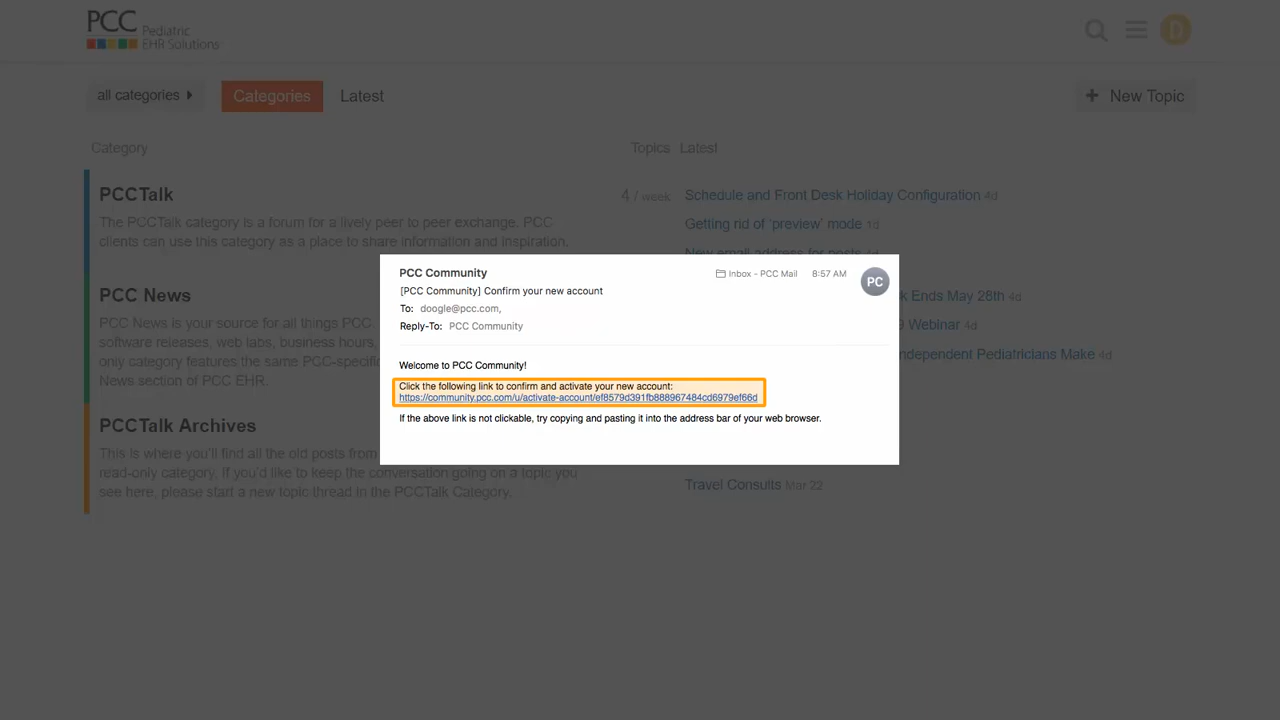 PCC Pediatric
EHR Solutions
D
all categories
Categories
Latest
+ New Topic
Category
Topics
Latest
PCCTalk
The PCCTalk category is a forum for a lively peer to peer exchange. PCC
clients can use this category as a place to share information and inspiration.
4 / week
Schedule and Front Desk Holiday Configuration 4d
Getting rid of 'preview' mode 1d
New email address for posts
PCC News
PCC News is your source for all things PCC.
software releases, web labs, business hours,
only category features the same PCC-specific
News section of PCC EHR.
k Ends May 28th 4d
9 Webinar 4d
Independent Pediatricians Make 4d
PCCTalk Archives
This is where you'll find all the old posts from
read-only category. If you'd like to keep the conversation going on a topic you
see here, please start a new topic thread in the PCCTalk Category.
Travel Consults Mar 22
PCC Community
Inbox - PCC Mail
8:57 AM
PC
[PCC Community] Confirm your new account
To: doogle@pcc.com,
Reply-To: PCC Community
Welcome to PCC Community!
Click the following link to confirm and activate your new account:
https://community.pcc.com/u/activate-account/ef8579d391fb888967484cd6979ef66d
If the above link is not clickable, try copying and pasting it into the address bar of your web browser.